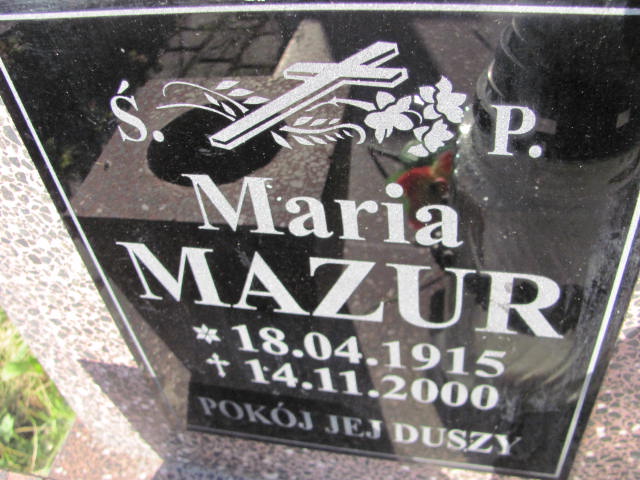 Ś. P.
Maria
MAZUR
* 18.04.1915
† 14.11.2000
POKÓJ JEJ DUSZY